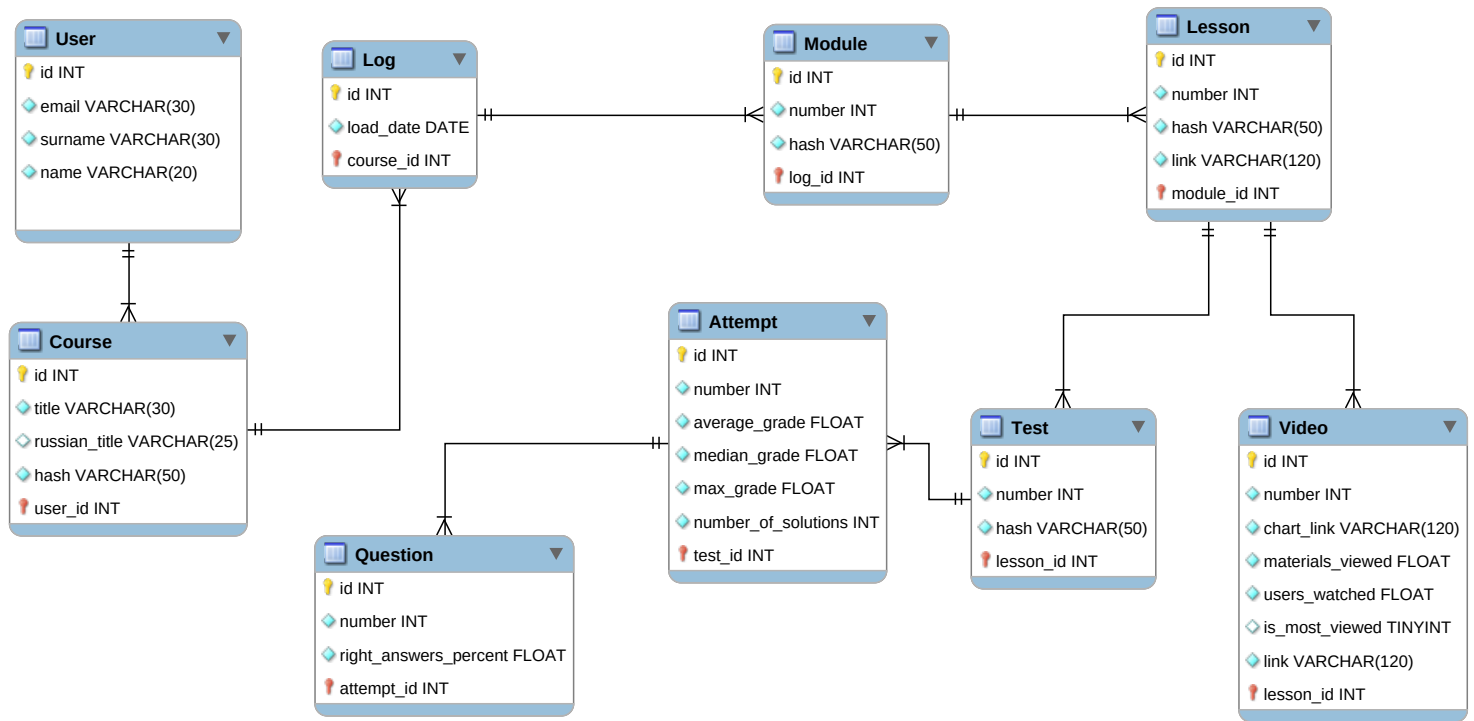 User
id INT
email VARCHAR(30)
surname VARCHAR(30)
name VARCHAR(20)
Log
id INT
load_date DATE
course_id INT
Module
id INT
number INT
hash VARCHAR(50)
log_id INT
Lesson
id INT
number INT
hash VARCHAR(50)
link VARCHAR(120)
module_id INT
Course
id INT
title VARCHAR(30)
russian_title VARCHAR(25)
hash VARCHAR(50)
user_id INT
Attempt
id INT
number INT
average_grade FLOAT
median_grade FLOAT
max_grade FLOAT
number_of_solutions INT
test_id INT
Test
id INT
number INT
hash VARCHAR(50)
lesson_id INT
Video
id INT
number INT
chart_link VARCHAR(120)
materials_viewed FLOAT
users_watched FLOAT
is_most_viewed TINYINT
link VARCHAR(120)
lesson_id INT
Question
id INT
number INT
right_answers_percent FLOAT
attempt_id INT